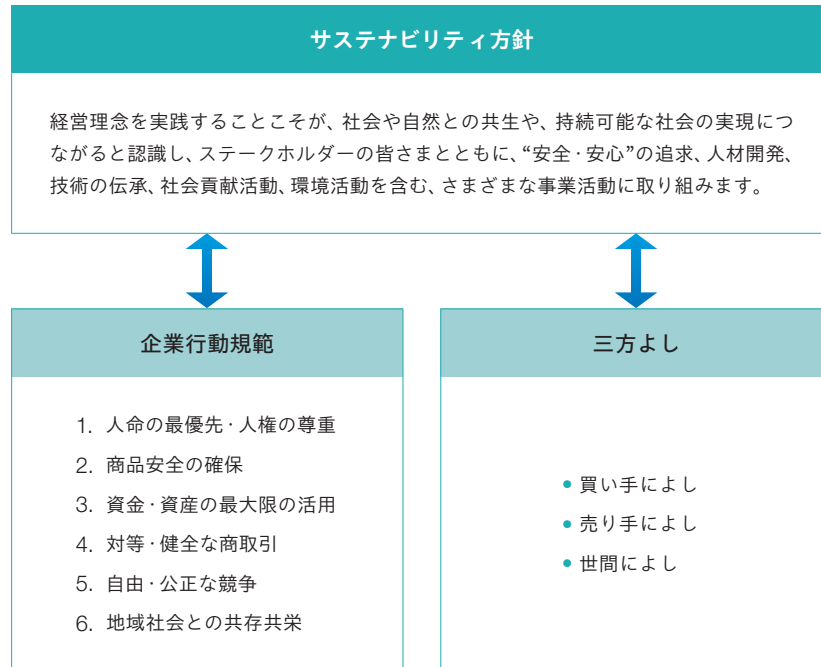 サステナビリティ方針
経営理念を実践することこそが、社会や自然との共生や、持続可能な社会の実現につ
ながると認識し、ステークホルダーの皆さまとともに、“安全・安心”の追求、人材開発、
技術の伝承、社会貢献活動、環境活動を含む、さまざまな事業活動に取り組みます。
企業行動規範
1. 人命の最優先・人権の尊重
2. 商品安全の確保
3. 資金・資産の最大限の活用
4. 対等・健全な商取引
5. 自由・公正な競争
6. 地域社会との共存共栄
三方よし
• 買い手によし
• 売り手によし
• 世間によし